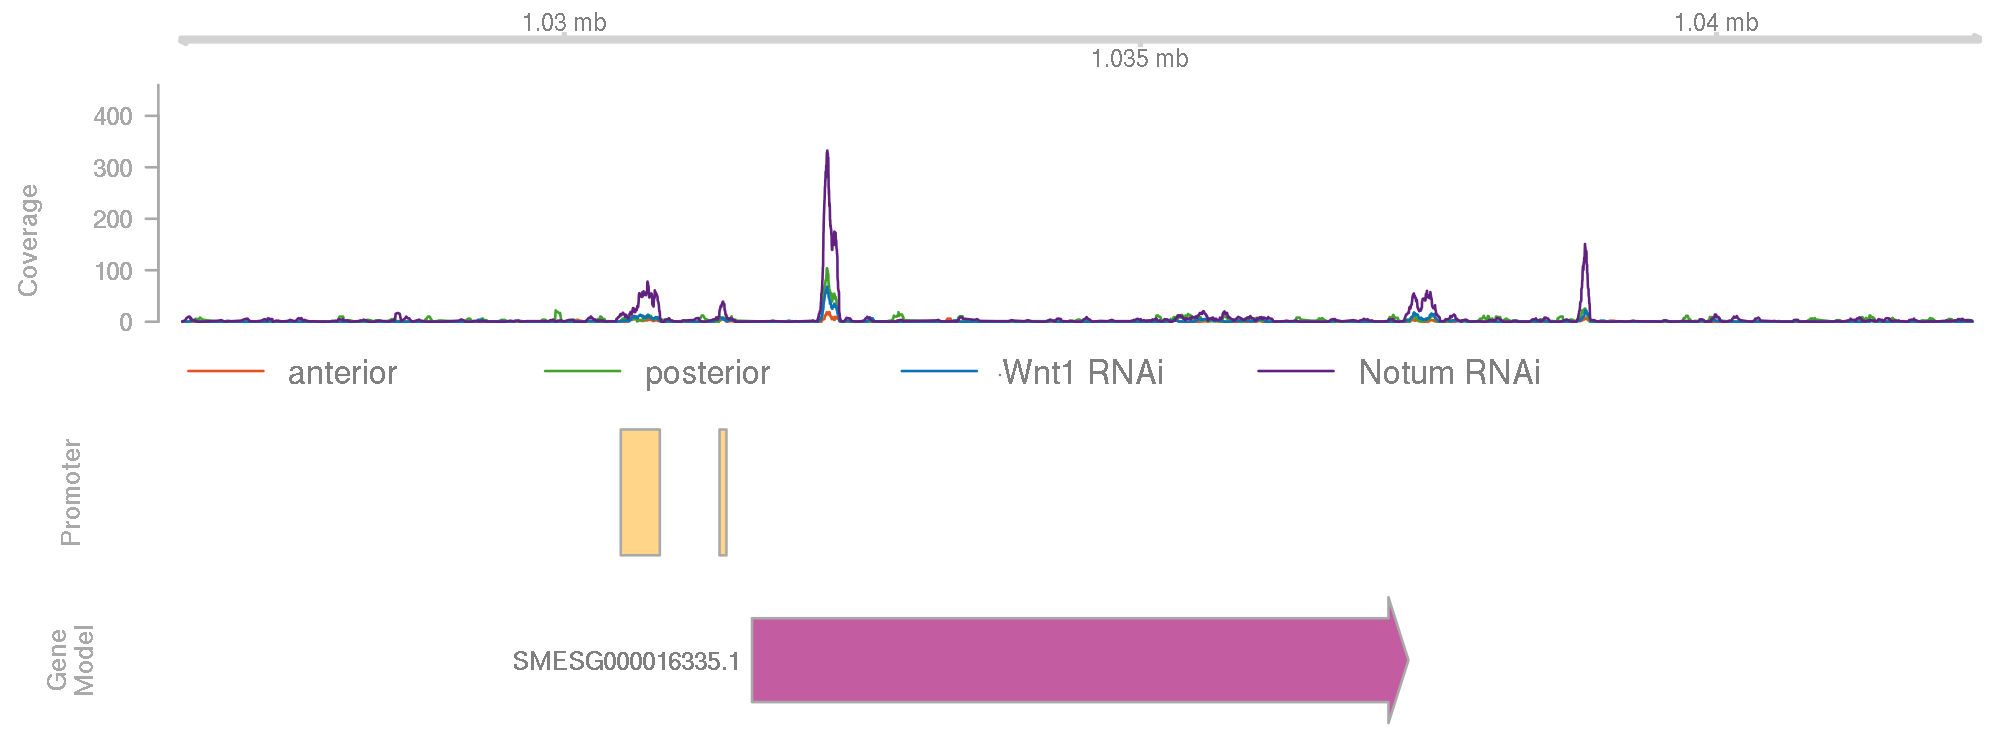 1.03 mb
1.04 mb
1.035 mb
Coverage
400
300
200
100
0
anterior
posterior
Wnt1 RNAi
Notum RNAi
Promoter
Gene
Model
SMESG000016335.1